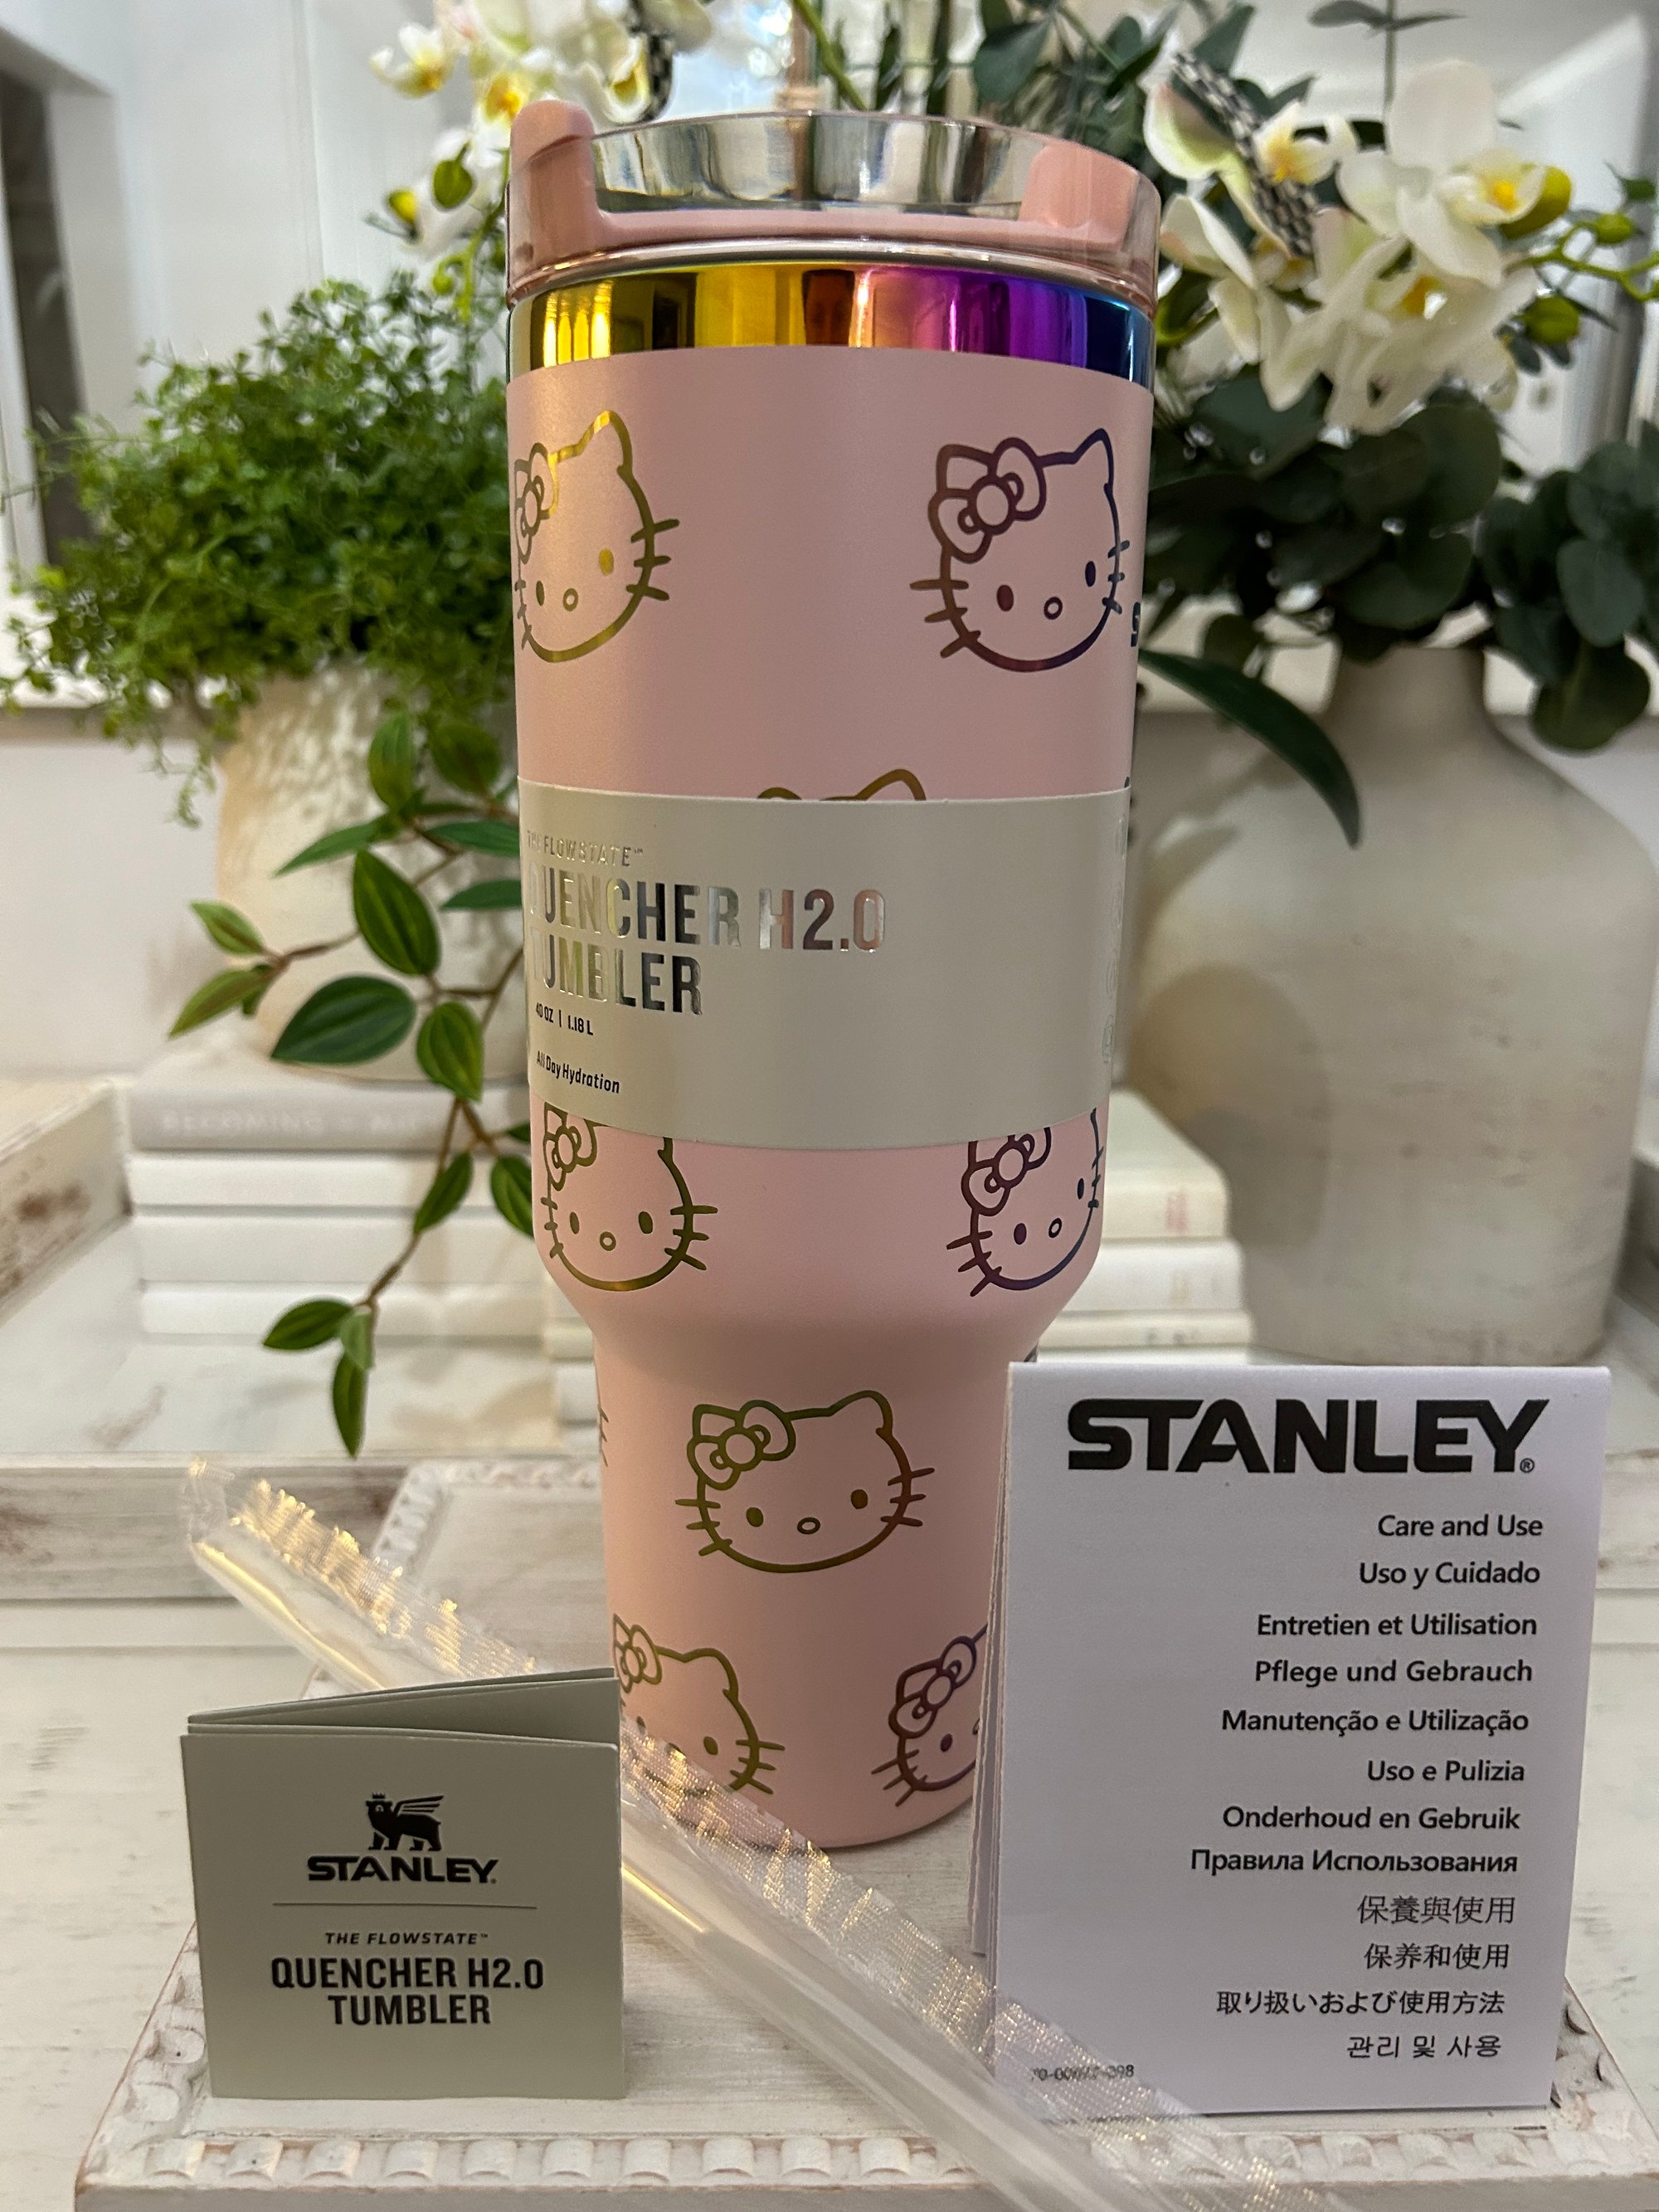 THE FLOWSTATE™
QUENCHER H2.0
TUMBLER
40 OZ | 1.18 L
All Day Hydration
STANLEY®
Care and Use
Uso y Cuidado
Entretien et Utilisation
Pflege und Gebrauch
Manutenção e Utilização
Uso e Pulizia
Onderhoud en Gebruik
Правила Использования
保養與使用
保养和使用
取り扱いおよび使用方法
관리 및 사용
STANLEY.
THE FLOWSTATE™
QUENCHER H2.0
TUMBLER